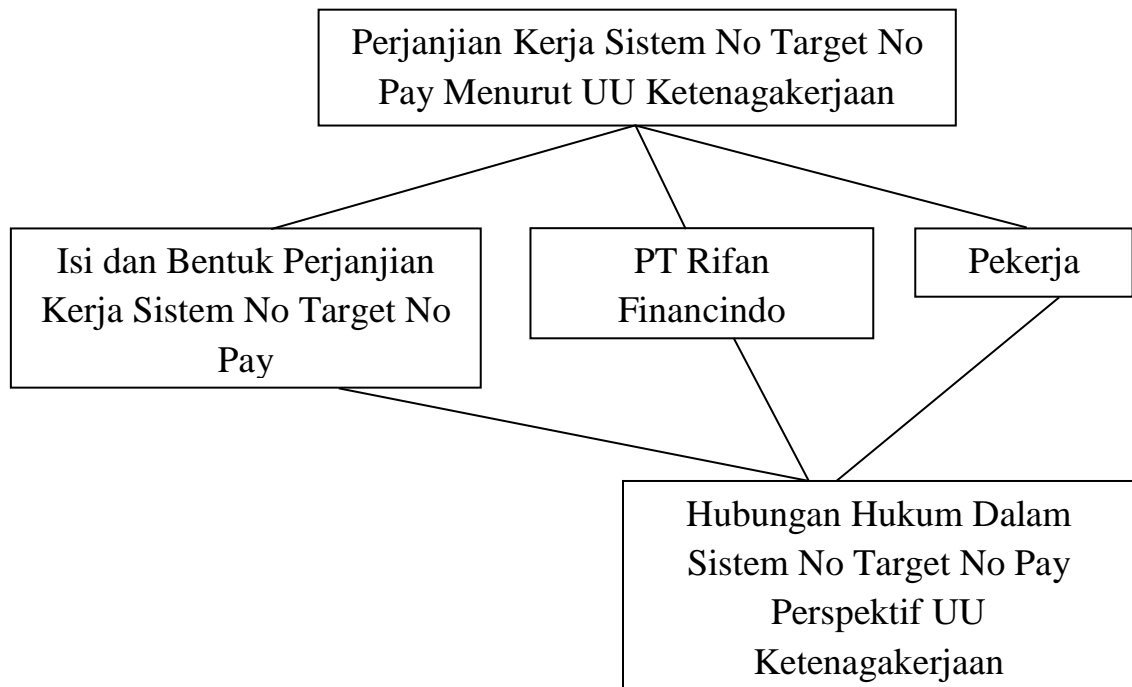 Perjanjian Kerja Sistem No Target No
Pay Menurut UU Ketenagakerjaan
Isi dan Bentuk Perjanjian
Kerja Sistem No Target No
Pay
PT Rifan
Financindo
Pekerja
Hubungan Hukum Dalam
Sistem No Target No Pay
Perspektif UU
Ketenagakerjaan